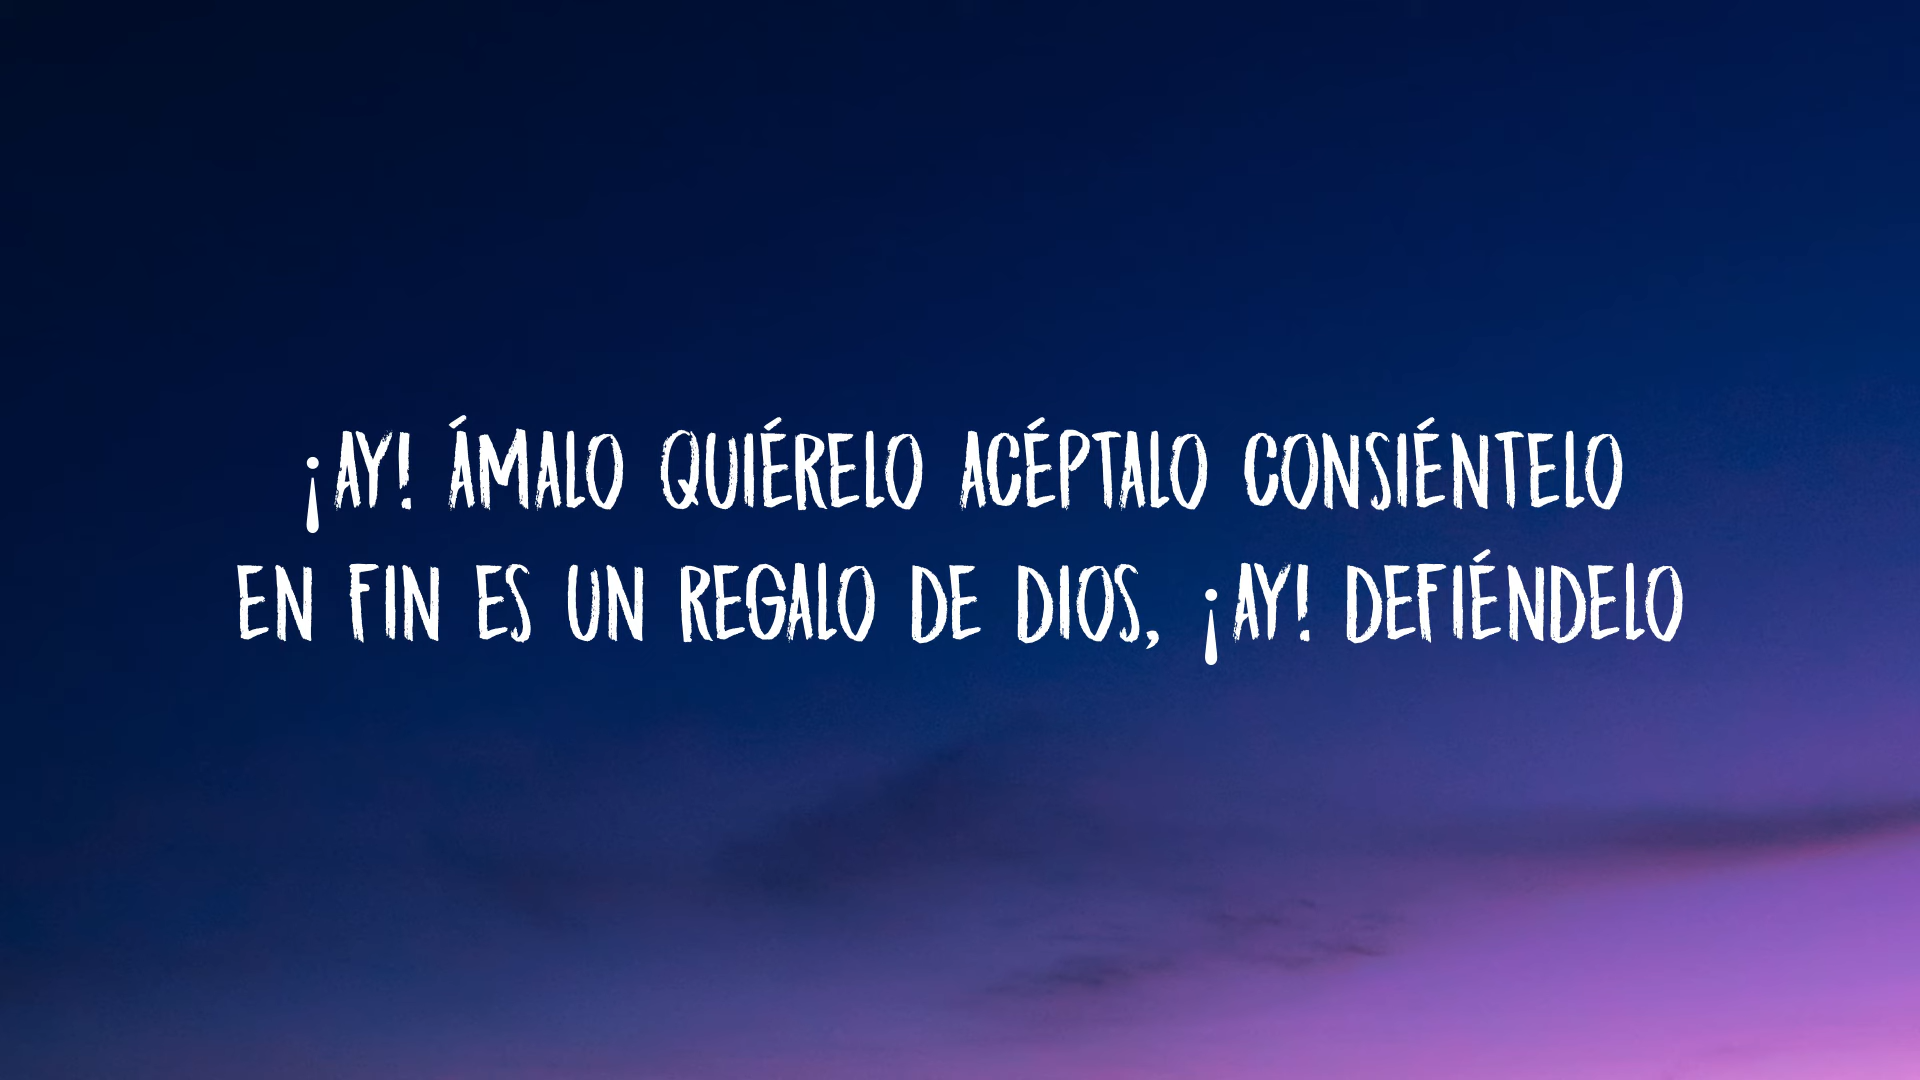 ¡AY! ÁMALO QUIÉRELO ACÉPTALO CONSIÉNTELO
EN FIN ES UN REGALO DE DIOS, ¡AY! DEFIÉNDELO